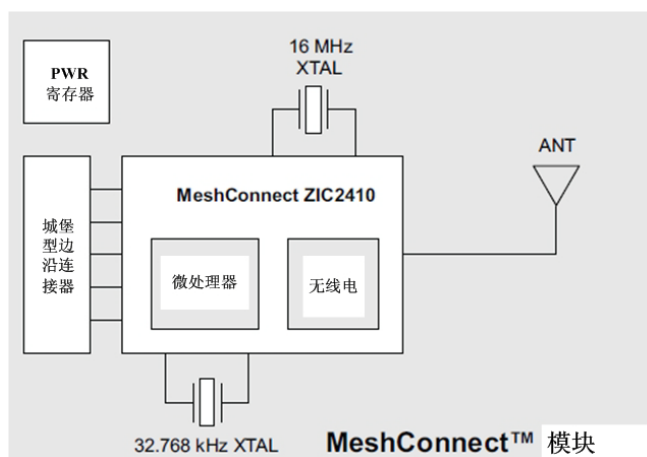 PWR
寄存器
16 MHz
XTAL
ANT
城堡
型边
沿连
接器
MeshConnect ZIC2410
微处理器
无线电
32.768 kHz XTAL
MeshConnect™ 模块